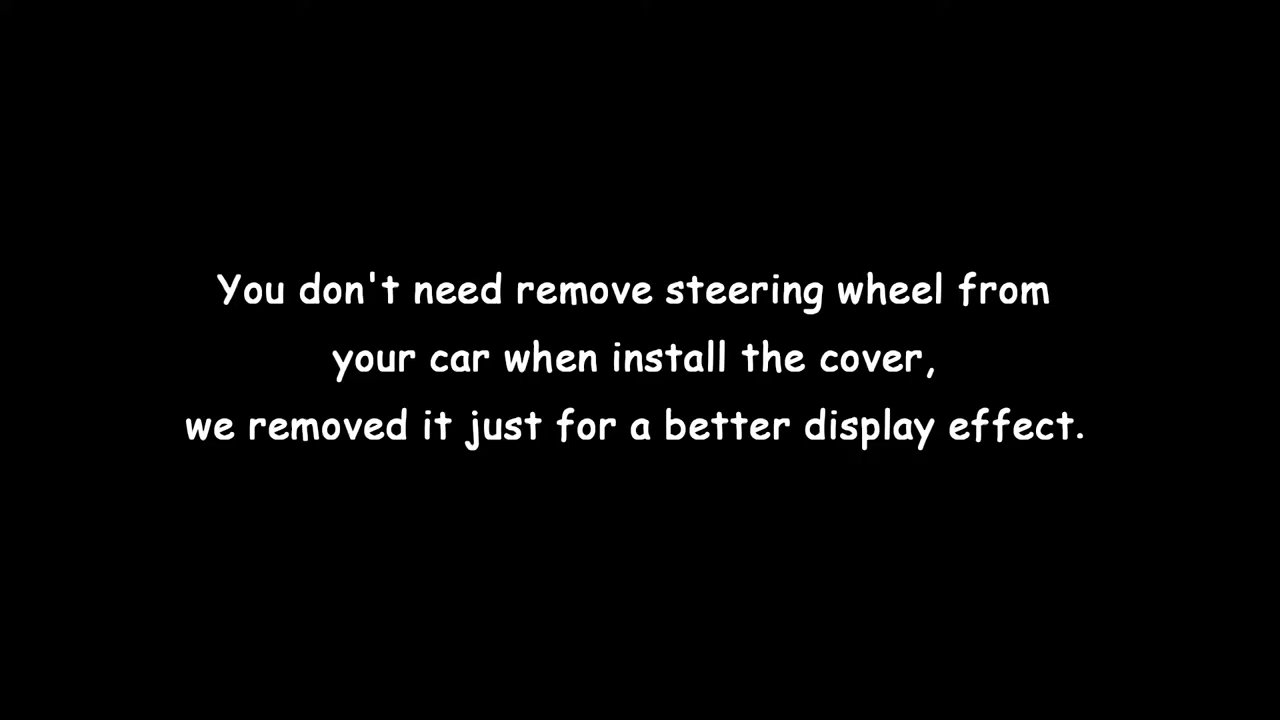 You don't need remove steering wheel from
your car when install the cover,
we removed it just for a better display effect.